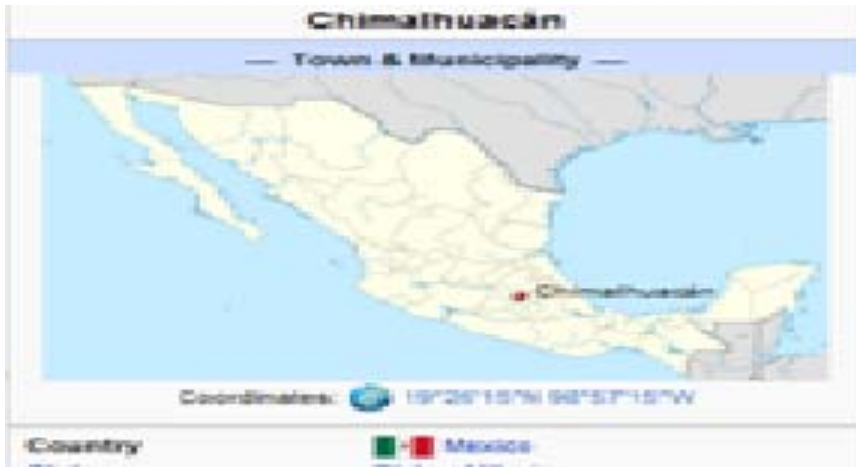 Chimalhuacán
— Town & Municipality —
Chimalhuacán
Coordinates: 19°26'15"N 98°57'15"W
Country Mexico